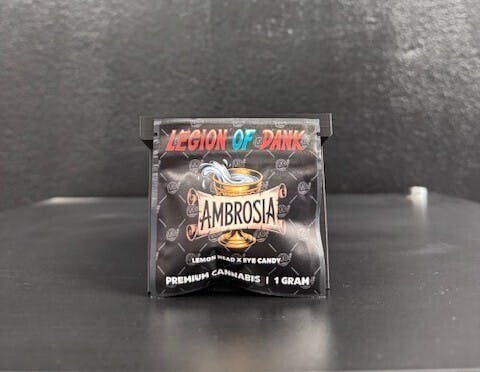 LEGION OF DANK
AMBROSIA
LEMON HEAD X EYE CANDY
PREMIUM CANNABIS | 1 GRAM